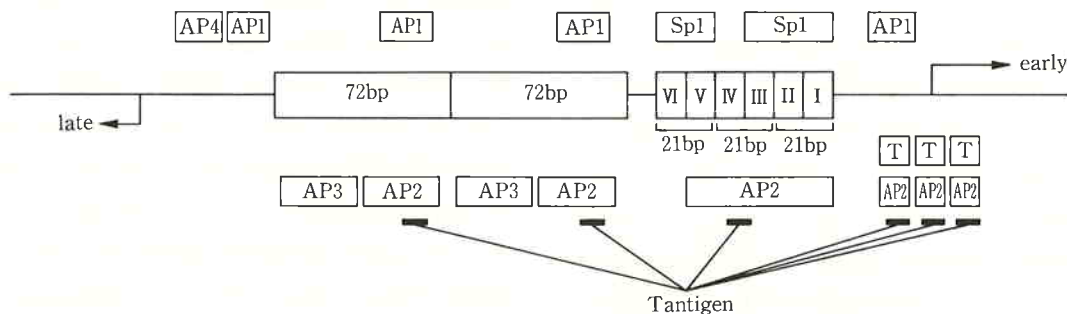 AP4 AP1 AP1 AP1 Sp1 Sp1 AP1
early
72bp 72bp VI V IV III II I
late
21bp 21bp 21bp
T T T
AP3 AP2 AP3 AP2 AP2 AP2 AP2 AP2
Tantigen